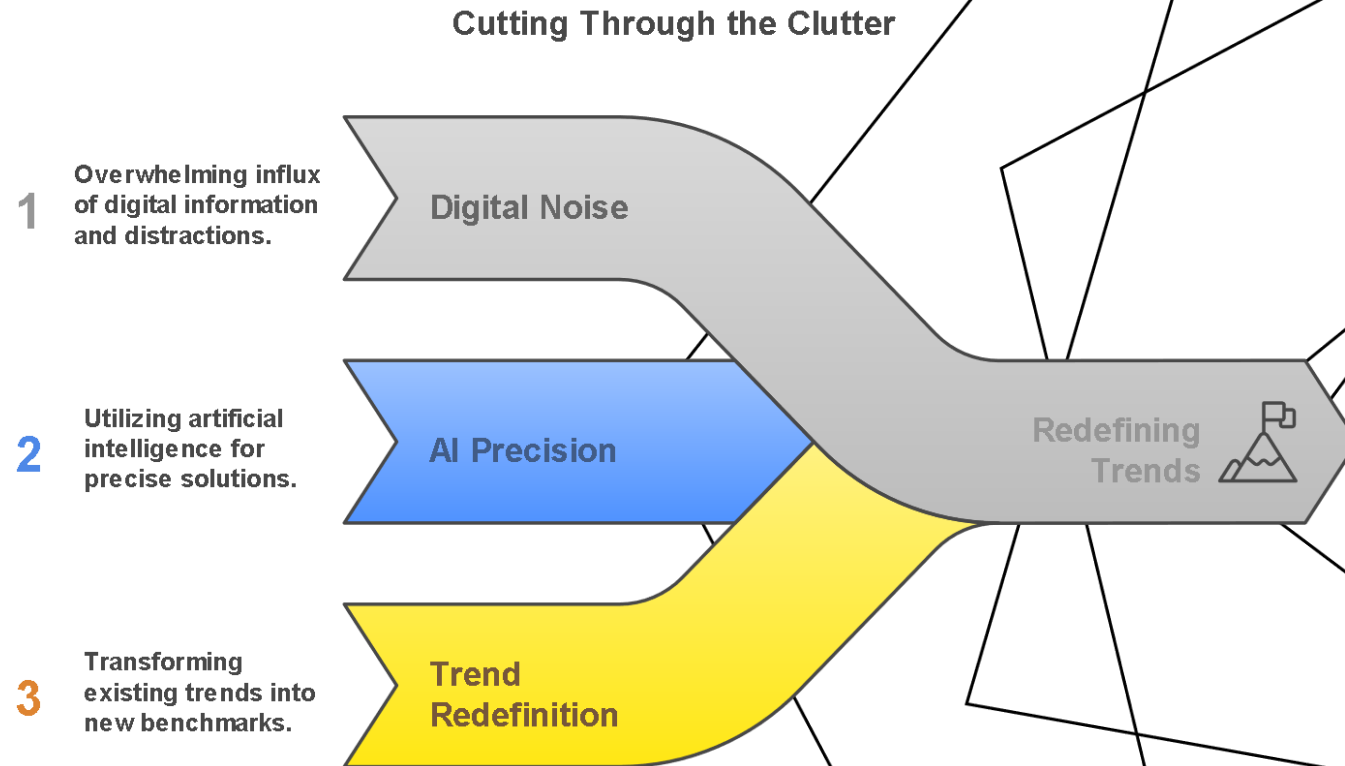 Cutting Through the Clutter
1
Overwhelming influx
of digital information
and distractions.
Digital Noise
2
Utilizing artificial
intelligence for
precise solutions.
AI Precision
Redefining
Trends
3
Transforming
existing trends into
new benchmarks.
Trend
Redefinition